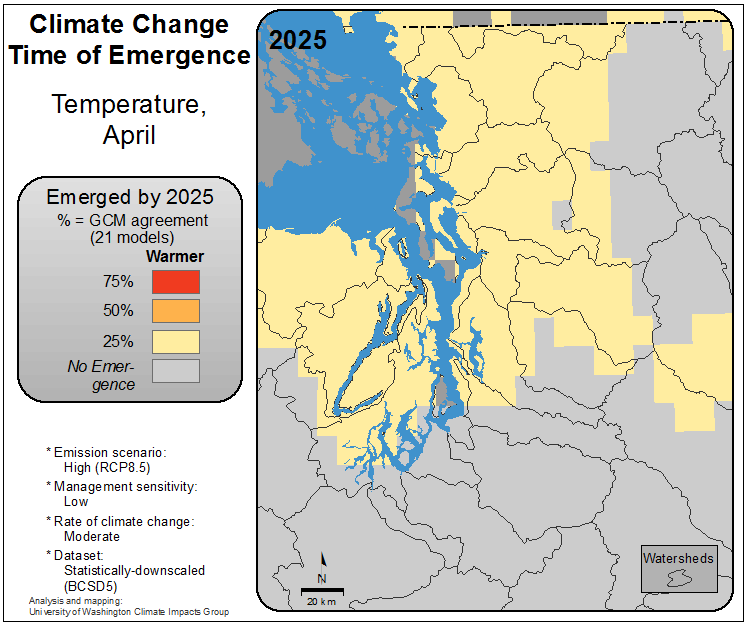 Climate Change
Time of Emergence
Temperature,
April
Emerged by 2025
% = GCM agreement
(21 models)
Warmer
75%
50%
25%
No Emer-
gence
* Emission scenario:
High (RCP8.5)
* Management sensitivity:
Low
* Rate of climate change:
Moderate
* Dataset:
Statistically-downscaled
(BCSD5)
Analysis and mapping:
University of Washington Climate Impacts Group
2025
N
20 km
Watersheds